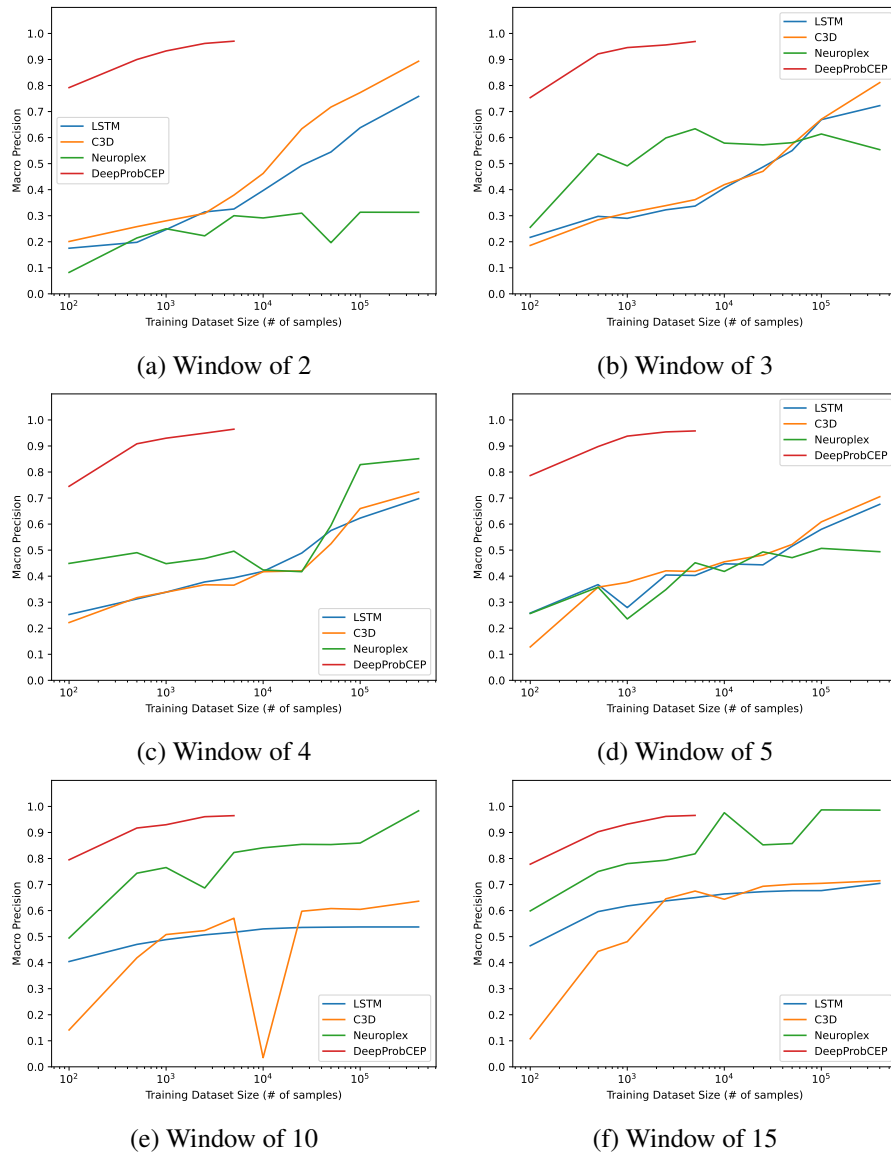 1.0
0.9
0.8
0.7
0.6
0.5
0.4
0.3
0.2
0.1
0.0
Macro Precision
LSTM
C3D
Neuroplex
DeepProbCEP
10² 10³ 10⁴ 10⁵
Training Dataset Size (# of samples)
(a) Window of 2
1.0
0.9
0.8
0.7
0.6
0.5
0.4
0.3
0.2
0.1
0.0
Macro Precision
LSTM
C3D
Neuroplex
DeepProbCEP
10² 10³ 10⁴ 10⁵
Training Dataset Size (# of samples)
(b) Window of 3
1.0
0.9
0.8
0.7
0.6
0.5
0.4
0.3
0.2
0.1
0.0
Macro Precision
LSTM
C3D
Neuroplex
DeepProbCEP
10² 10³ 10⁴ 10⁵
Training Dataset Size (# of samples)
(c) Window of 4
1.0
0.9
0.8
0.7
0.6
0.5
0.4
0.3
0.2
0.1
0.0
Macro Precision
LSTM
C3D
Neuroplex
DeepProbCEP
10² 10³ 10⁴ 10⁵
Training Dataset Size (# of samples)
(d) Window of 5
1.0
0.9
0.8
0.7
0.6
0.5
0.4
0.3
0.2
0.1
0.0
Macro Precision
LSTM
C3D
Neuroplex
DeepProbCEP
10² 10³ 10⁴ 10⁵
Training Dataset Size (# of samples)
(e) Window of 10
1.0
0.9
0.8
0.7
0.6
0.5
0.4
0.3
0.2
0.1
0.0
Macro Precision
LSTM
C3D
Neuroplex
DeepProbCEP
10² 10³ 10⁴ 10⁵
Training Dataset Size (# of samples)
(f) Window of 15